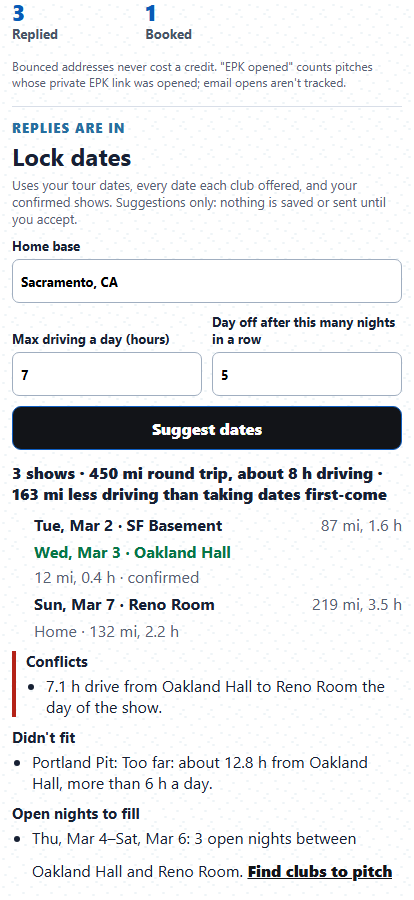 3 1
Replied Booked
Bounced addresses never cost a credit. "EPK opened" counts pitches
whose private EPK link was opened; email opens aren't tracked.
REPLIES ARE IN
Lock dates
Uses your tour dates, every date each club offered, and your
confirmed shows. Suggestions only: nothing is saved or sent until
you accept.
Home base
Sacramento, CA
Max driving a day (hours)
7
Day off after this many nights
in a row
5
Suggest dates
3 shows · 450 mi round trip, about 8 h driving ·
163 mi less driving than taking dates first-come
Tue, Mar 2 · SF Basement 87 mi, 1.6 h
Wed, Mar 3 · Oakland Hall
12 mi, 0.4 h · confirmed
Sun, Mar 7 · Reno Room 219 mi, 3.5 h
Home · 132 mi, 2.2 h
Conflicts
• 7.1 h drive from Oakland Hall to Reno Room the
day of the show.
Didn't fit
• Portland Pit: Too far: about 12.8 h from Oakland
Hall, more than 6 h a day.
Open nights to fill
• Thu, Mar 4–Sat, Mar 6: 3 open nights between
Oakland Hall and Reno Room. Find clubs to pitch